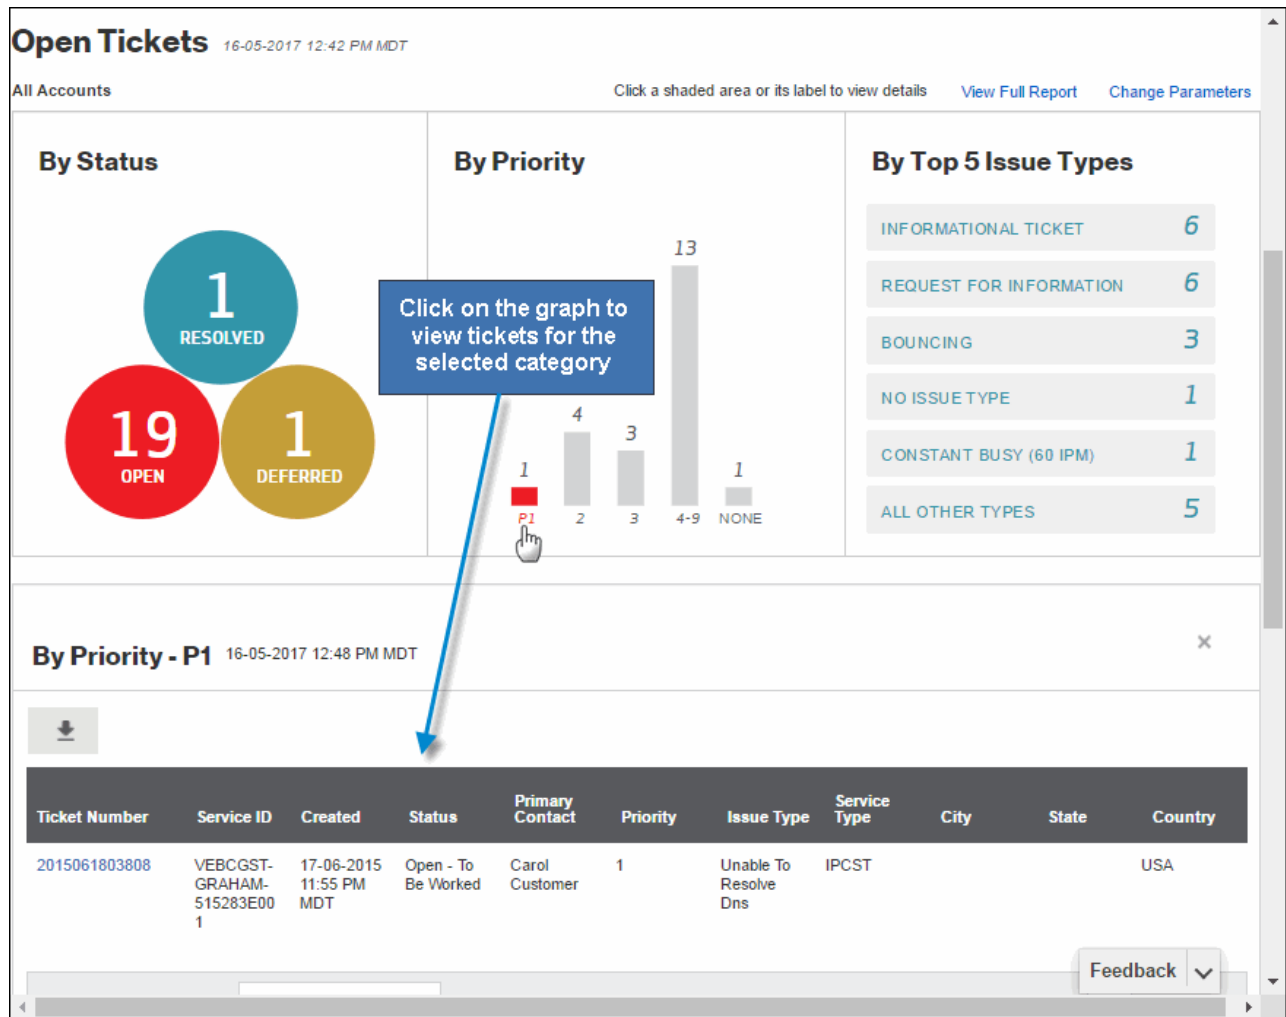 Open Tickets 16-05-2017 12:42 PM MDT
All Accounts
Click a shaded area or its label to view details View Full Report Change Parameters
By Status
1
RESOLVED
19
OPEN
1
DEFERRED
By Priority
Click on the graph to
view tickets for the
selected category
1 4 3 13 1
P1 2 3 4-9 NONE
By Top 5 Issue Types
INFORMATIONAL TICKET 6
REQUEST FOR INFORMATION 6
BOUNCING 3
NO ISSUE TYPE 1
CONSTANT BUSY (60 IPM) 1
ALL OTHER TYPES 5
By Priority - P1 16-05-2017 12:48 PM MDT
Ticket Number Service ID Created Status Primary Contact Priority Issue Type Service Type City State Country
2015061803808 VEBCGST- 17-06-2015 Open - To Carol 1 Unable To IPCST USA
GRAHAM- 11:55 PM Be Worked Customer Resolve
515283E00 MDT Dns
1
Feedback